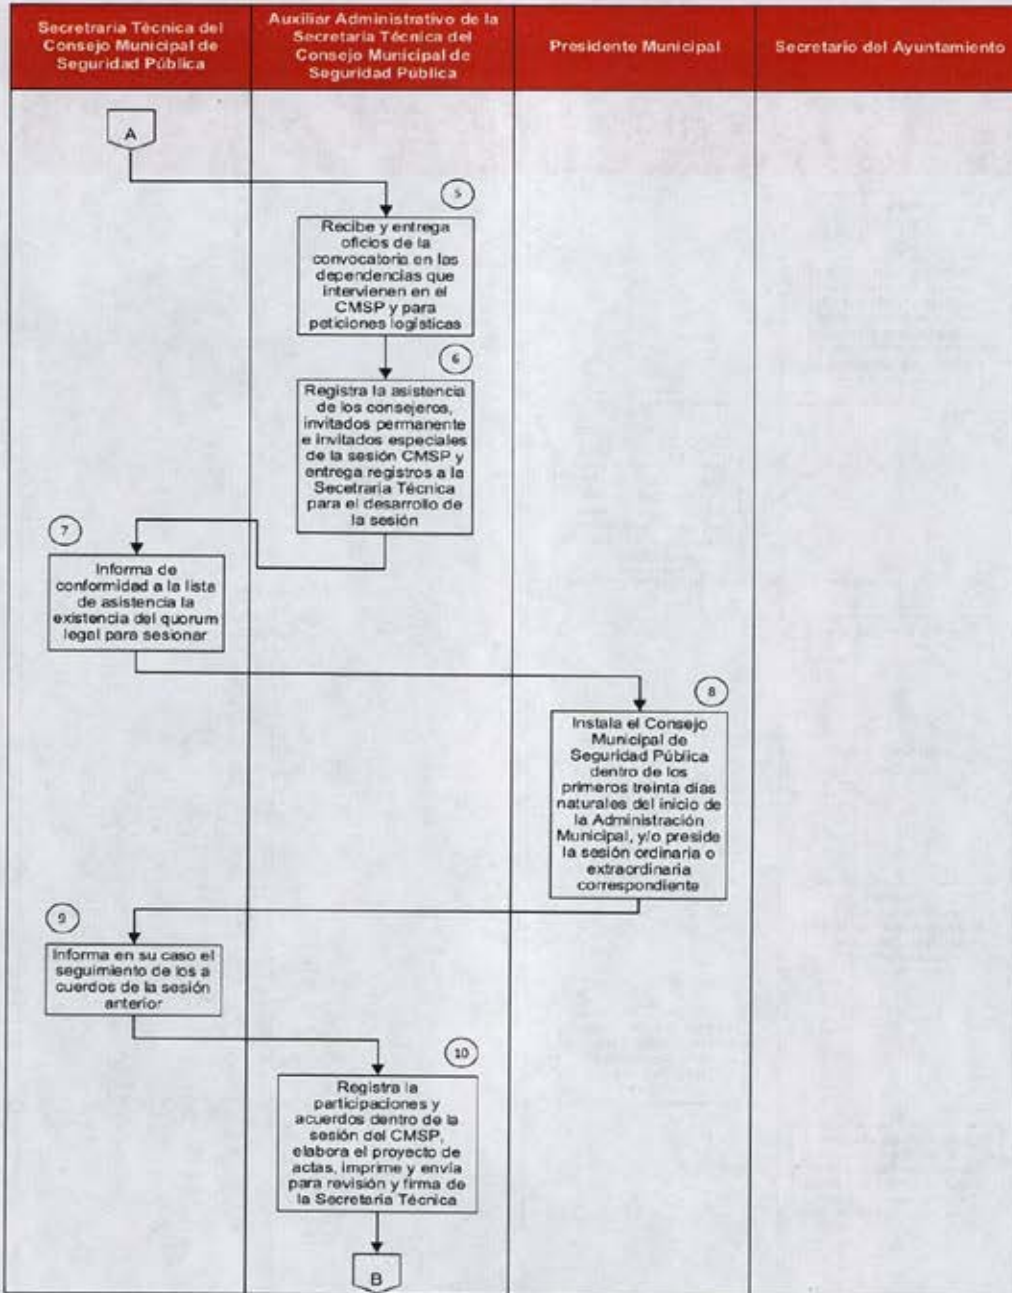 Secretraria Técnica del
Consejo Municipal de
Seguridad Pública
Auxiliar Administrativo de la
Secretaria Técnica del
Consejo Municipal de
Seguridad Pública
Presidente Municipal
Secretario del Ayuntamiento
A
5
Recibe y entrega
oficios de la
convocatoria en las
dependencias que
intervienen en el
CMSP y para
peticiones logísticas
6
Registra la asistencia
de los consejeros,
invitados permanente
e invitados especiales
de la sesión CMSP y
entrega registros a la
Secetraria Técnica
para el desarrollo de
la sesión
7
Informa de
conformidad a la lista
de asistencia la
existencia del quorum
legal para sesionar
8
Instala el Consejo
Municipal de
Seguridad Pública
dentro de los
primeros treinta días
naturales del inicio de
la Administración
Municipal, y/o preside
la sesión ordinaria o
extraordinaria
correspondiente
9
Informa en su caso el
seguimiento de los a
cuerdos de la sesión
anterior
10
Registra la
participaciones y
acuerdos dentro de la
sesión del CMSP,
elabora el proyecto de
actas, imprime y envía
para revisión y firma de
la Secretaria Técnica
B